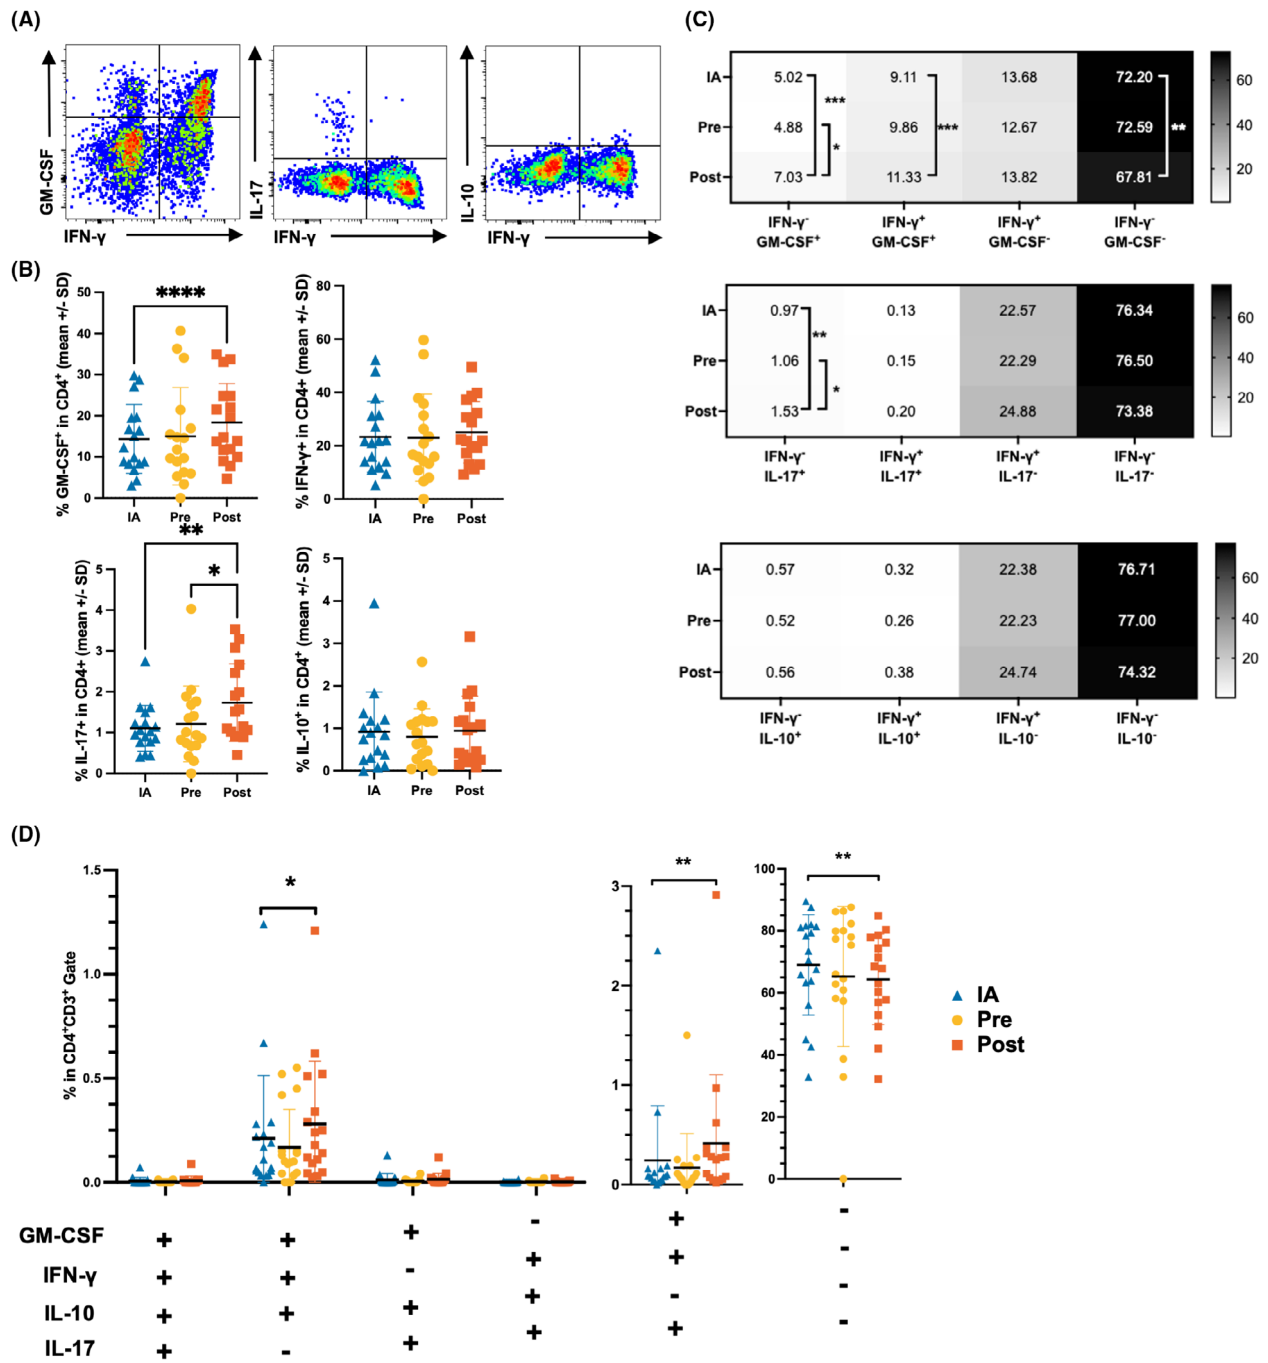 (A)
GM-CSF
IFN-γ
IL-17
IFN-γ
IL-10
IFN-γ
(B)
% GM-CSF⁺ in CD4⁺ (mean +/- SD)
50
40
30
20
10
0
****
IA Pre Post
% IFN-γ+ in CD4+ (mean +/- SD)
80
60
40
20
0
IA Pre Post
% IL-17+ in CD4+ (mean +/- SD)
5
4
3
2
1
0
**
*
IA Pre Post
% IL-10⁺ in CD4⁺ (mean +/- SD)
5
4
3
2
1
0
IA Pre Post
(C)
IA 5.02 9.11 13.68 72.20
Pre 4.88 9.86 12.67 72.59
Post 7.03 11.33 13.82 67.81
***
*
***
**
IFN-γ⁻ IFN-γ⁺ IFN-γ⁺ IFN-γ⁻
GM-CSF⁺ GM-CSF⁺ GM-CSF⁻ GM-CSF⁻
60
40
20
IA 0.97 0.13 22.57 76.34
Pre 1.06 0.15 22.29 76.50
Post 1.53 0.20 24.88 73.38
**
*
IFN-γ⁻ IFN-γ⁺ IFN-γ⁺ IFN-γ⁻
IL-17⁺ IL-17⁺ IL-17⁻ IL-17⁻
60
40
20
IA 0.57 0.32 22.38 76.71
Pre 0.52 0.26 22.23 77.00
Post 0.56 0.38 24.74 74.32
IFN-γ⁻ IFN-γ⁺ IFN-γ⁺ IFN-γ⁻
IL-10⁺ IL-10⁺ IL-10⁻ IL-10⁻
60
40
20
(D)
% in CD4⁺CD3⁺ Gate
1.5
1.0
0.5
0.0
*
3
2
1
0
**
100
80
60
40
20
0
**
IA
Pre
Post
GM-CSF + + + - + -
IFN-γ + + - + + -
IL-10 + + + + - -
IL-17 + - + + + -